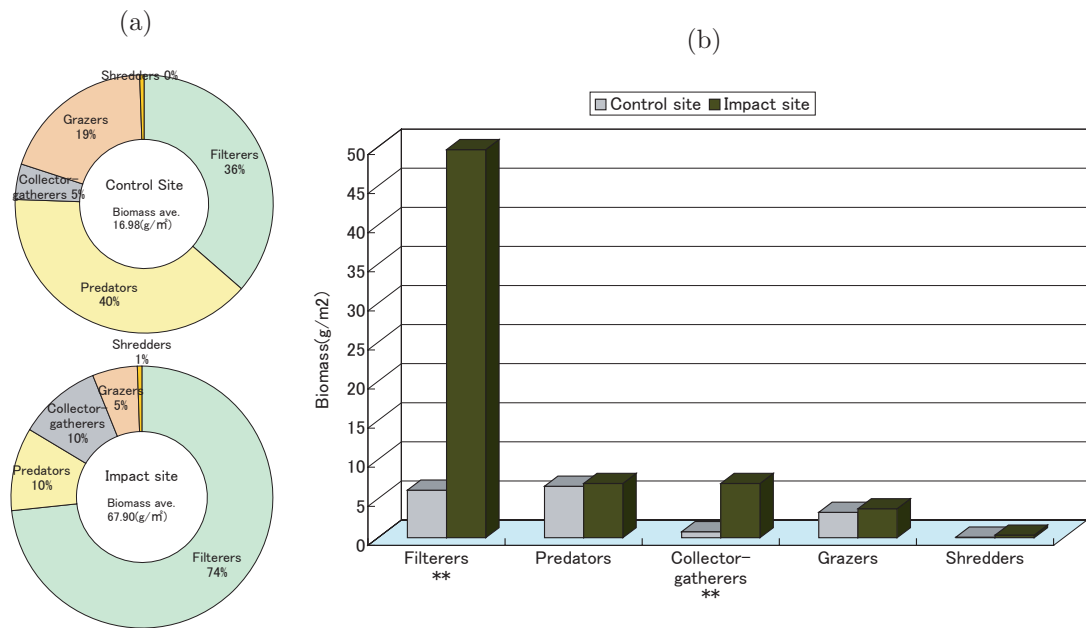 (a)
Shredders 0%
Grazers
19%
Filterers
36%
Collector-
gatherers 5%
Control Site
Biomass ave.
16.98(g/㎡)
Predators
40%
Shredders
1%
Grazers
5%
Collector-
gatherers
10%
Predators
10%
Impact site
Biomass ave.
67.90(g/㎡)
Filterers
74%
(b)
Control site Impact site
Biomass(g/m2)
50
45
40
35
30
25
20
15
10
5
0
Filterers Predators Collector- Grazers Shredders
** gatherers
**